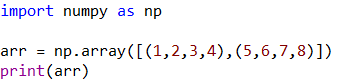 import numpy as np
arr = np.array([(1,2,3,4),(5,6,7,8)])
print(arr)